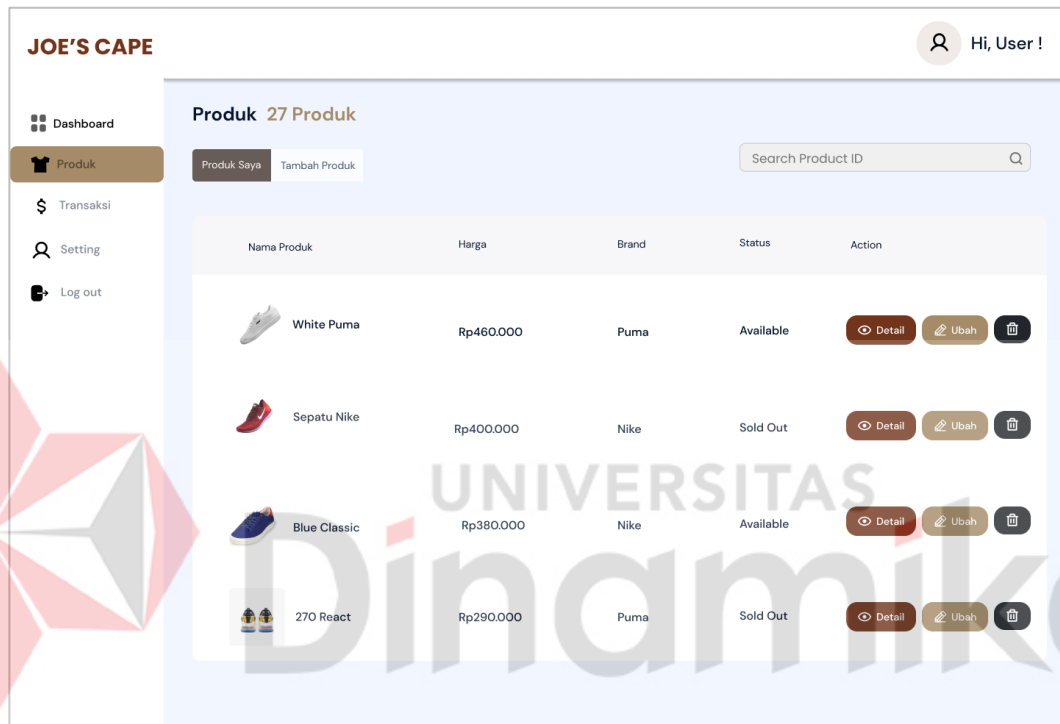 JOE'S CAPE
Hi, User !
Dashboard
Produk
Transaksi
Setting
Log out
Produk 27 Produk
Produk Saya Tambah Produk
Search Product ID
Nama Produk Harga Brand Status Action
White Puma Rp460.000 Puma Available Detail Ubah
Sepatu Nike Rp400.000 Nike Sold Out Detail Ubah
Blue Classic Rp380.000 Nike Available Detail Ubah
270 React Rp290.000 Puma Sold Out Detail Ubah
UNIVERSITAS
Dinamika